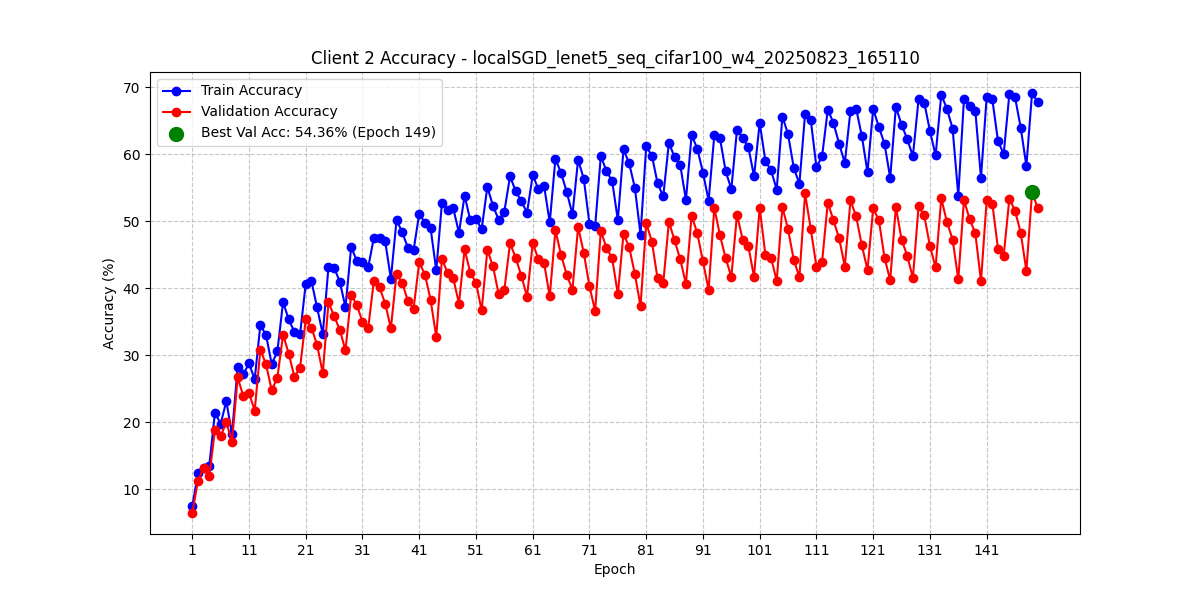 Client 2 Accuracy - localSGD_lenet5_seq_cifar100_w4_20250823_165110
Train Accuracy
Validation Accuracy
Best Val Acc: 54.36% (Epoch 149)
Accuracy (%)
70
60
50
40
30
20
10
1 11 21 31 41 51 61 71 81 91 101 111 121 131 141
Epoch